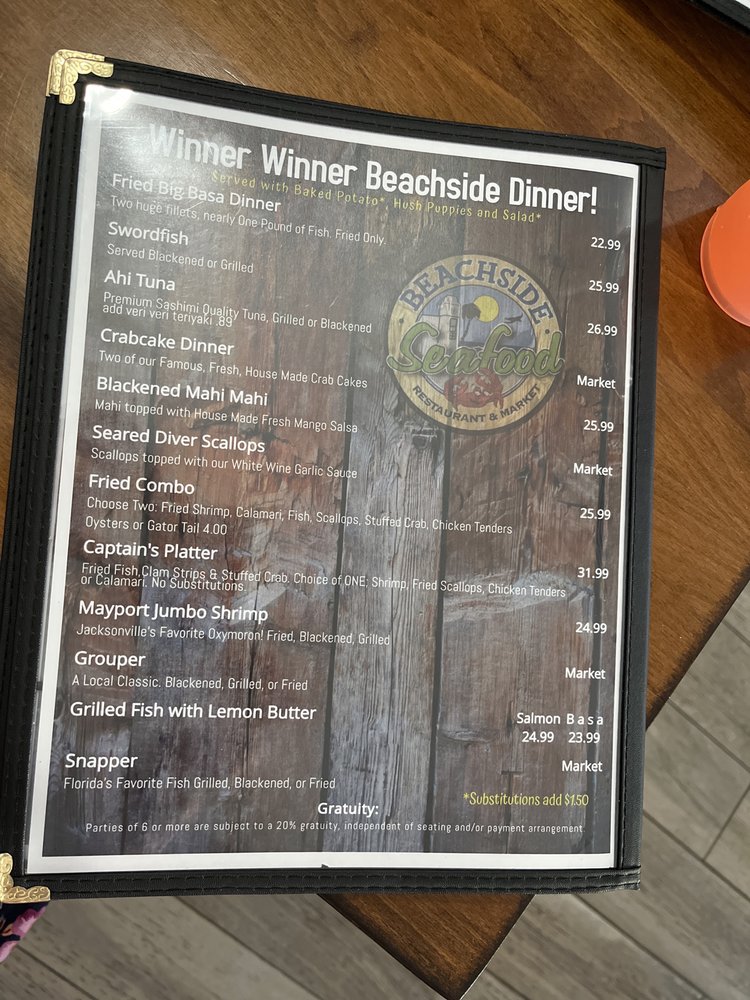 Winner Winner Beachside Dinner!
Served with Baked Potato*, Hush Puppies and Salad*
Fried Big Basa Dinner
Two huge fillets, nearly One Pound of Fish. Fried Only.
22.99
Swordfish
Served Blackened or Grilled
25.99
Ahi Tuna
Premium Sashimi Quality Tuna, Grilled or Blackened
add veri veri teriyaki .89
26.99
Crabcake Dinner
Two of our Famous, Fresh, House Made Crab Cakes
Market
Blackened Mahi Mahi
Mahi topped with House Made Fresh Mango Salsa
25.99
Seared Diver Scallops
Scallops topped with our White Wine Garlic Sauce
Market
Fried Combo
Choose Two: Fried Shrimp, Calamari, Fish, Scallops, Stuffed Crab, Chicken Tenders
Oysters or Gator Tail 4.00
25.99
Captain's Platter
Fried Fish,Clam Strips & Stuffed Crab. Choice of ONE; Shrimp, Fried Scallops, Chicken Tenders
or Calamari. No Substitutions.
31.99
Mayport Jumbo Shrimp
Jacksonville's Favorite Oxymoron! Fried, Blackened, Grilled
24.99
Grouper
A Local Classic. Blackened, Grilled, or Fried
Market
Grilled Fish with Lemon Butter
Salmon Basa
24.99 23.99
Snapper
Florida's Favorite Fish Grilled, Blackened, or Fried
Market
*Substitutions add $1.50
Gratuity:
Parties of 6 or more are subject to a 20% gratuity, independent of seating and/or payment arrangement.
BEACHSIDE
Seafood
RESTAURANT & MARKET